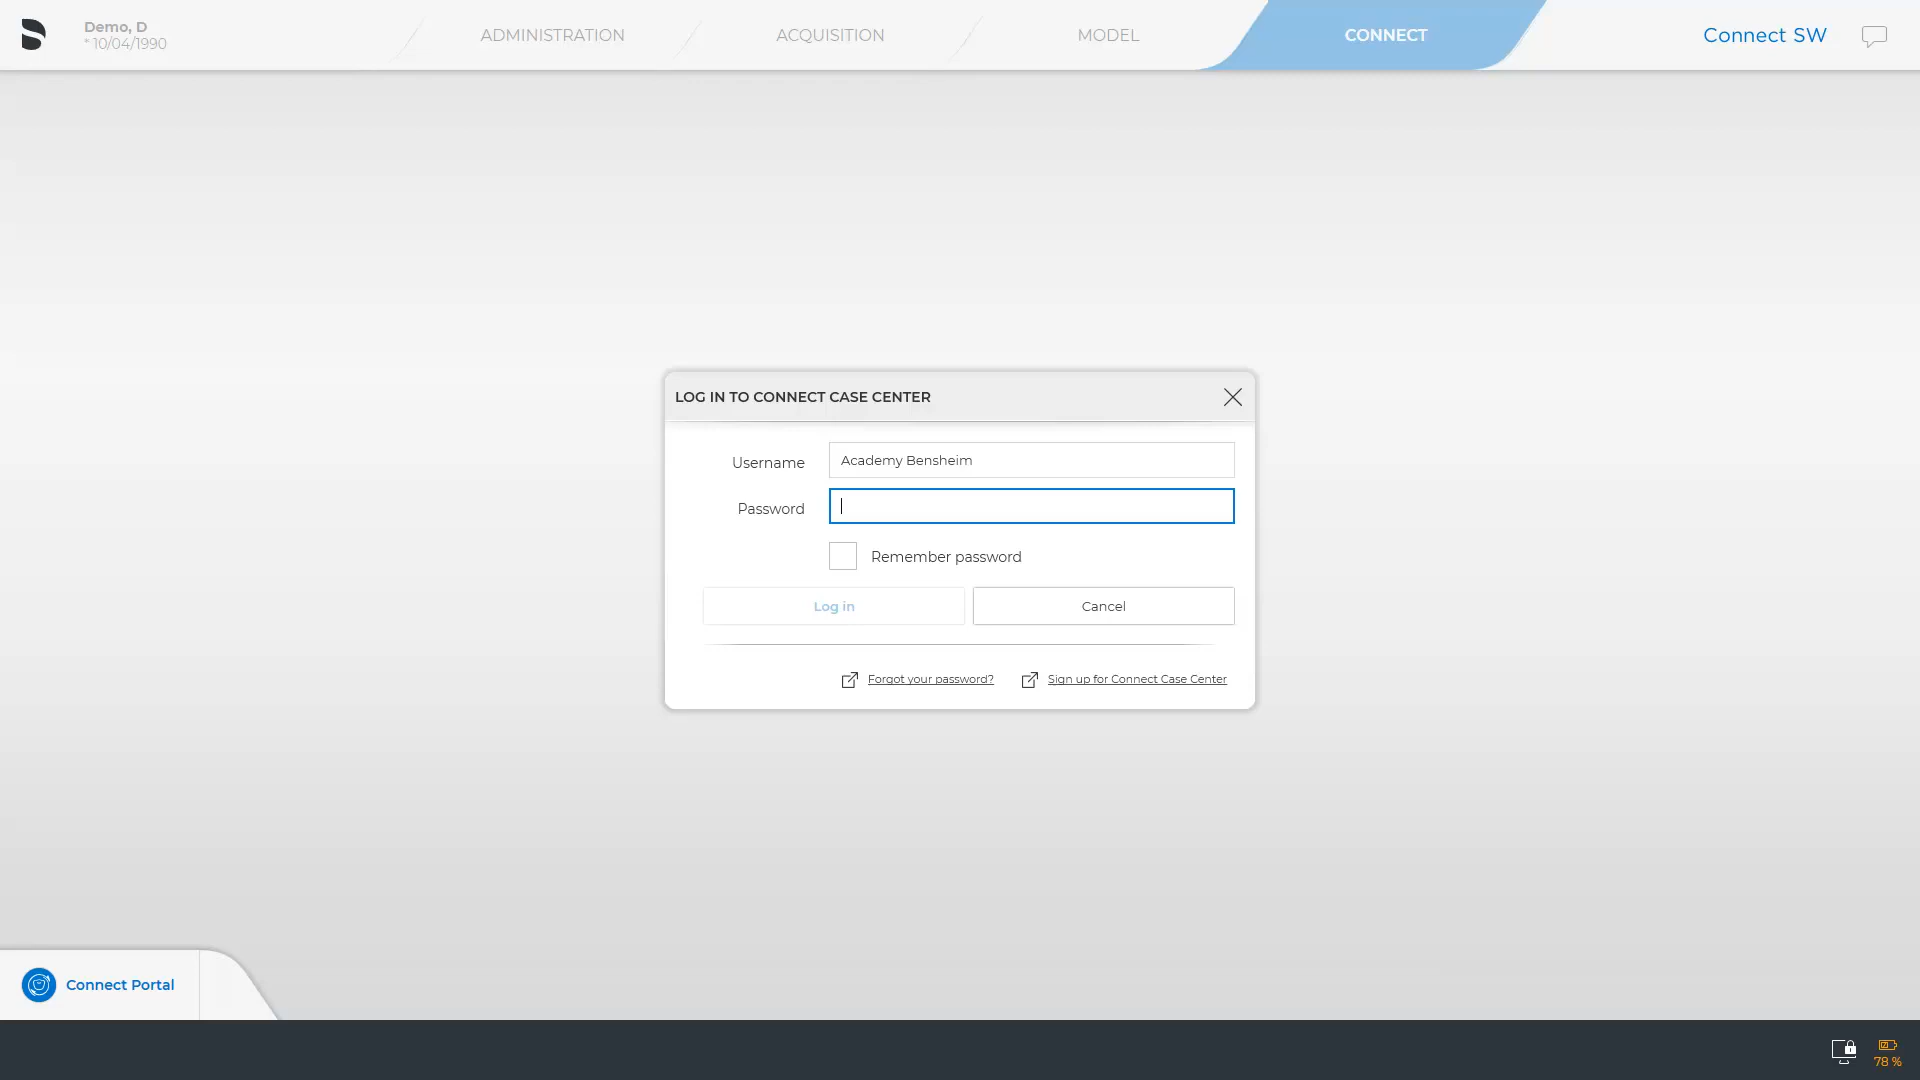 Demo, D
* 10/04/1990
ADMINISTRATION
ACQUISITION
MODEL
CONNECT
Connect SW
LOG IN TO CONNECT CASE CENTER
Username
Academy Bensheim
Password
Remember password
Log in
Cancel
Forgot your password?
Sign up for Connect Case Center
Connect Portal
78 %